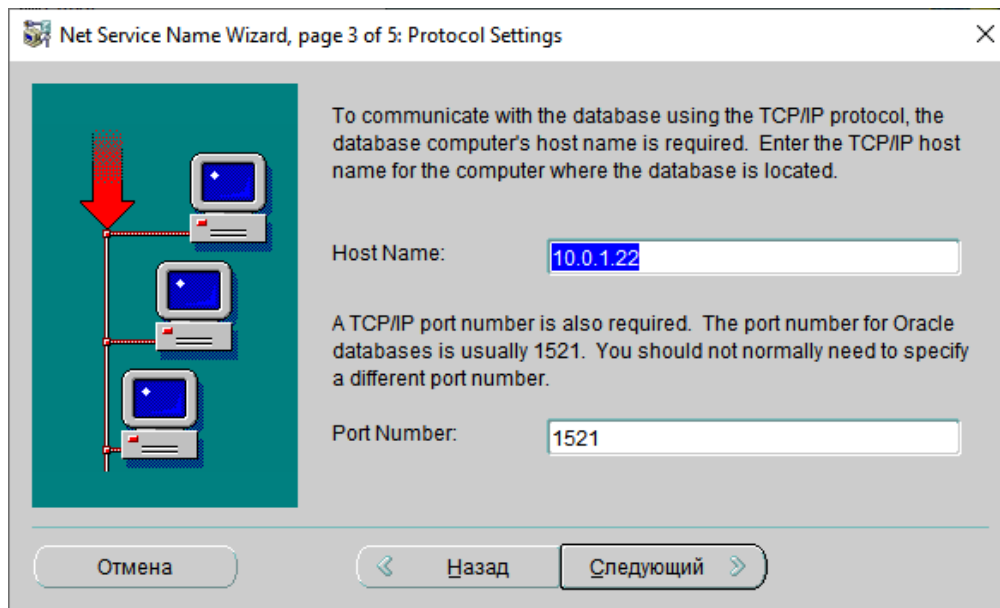 Net Service Name Wizard, page 3 of 5: Protocol Settings
To communicate with the database using the TCP/IP protocol, the
database computer's host name is required. Enter the TCP/IP host
name for the computer where the database is located.
Host Name:
10.0.1.22
A TCP/IP port number is also required. The port number for Oracle
databases is usually 1521. You should not normally need to specify
a different port number.
Port Number:
1521
Отмена
Назад
Следующий